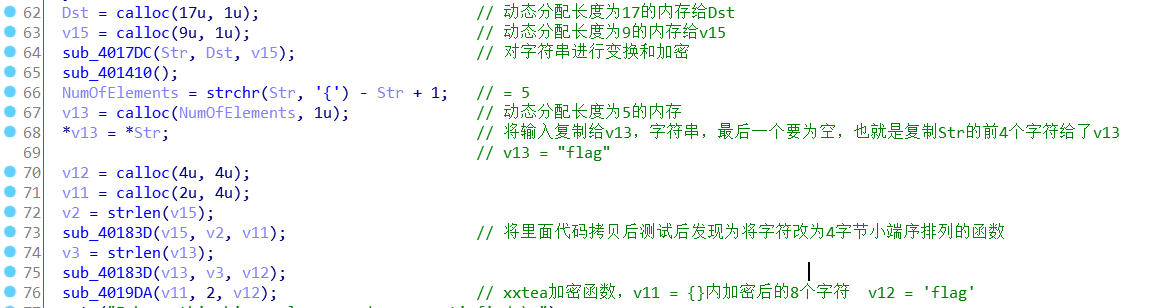 62 Dst = calloc(17u, 1u); // 动态分配长度为17的内存给Dst
63 v15 = calloc(9u, 1u); // 动态分配长度为9的内存给v15
64 sub_4017DC(Str, Dst, v15); // 对字符串进行变换和加密
65 sub_401410();
66 NumOfElements = strchr(Str, '{') - Str + 1; // = 5
67 v13 = calloc(NumOfElements, 1u); // 动态分配长度为5的内存
68 *v13 = *Str; // 将输入复制给v13，字符串，最后一个要为空，也就是复制Str的前4个字符给了v13
69 // v13 = "flag"
70 v12 = calloc(4u, 4u);
71 v11 = calloc(2u, 4u);
72 v2 = strlen(v15);
73 sub_40183D(v15, v2, v11); // 将里面代码拷贝后测试后发现为将字符改为4字节小端序排列的函数
74 v3 = strlen(v13);
75 sub_40183D(v13, v3, v12);
76 sub_4019DA(v11, 2, v12); // xxtea加密函数，v11 = {}内加密后的8个字符 v12 = 'flag'